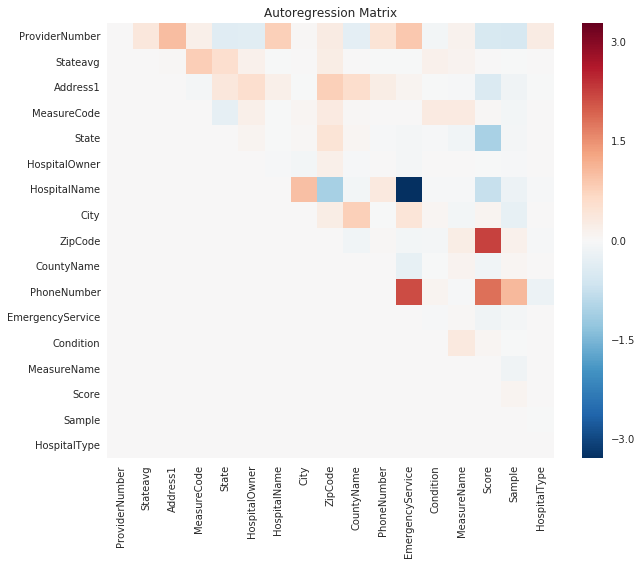 Autoregression Matrix
ProviderNumber
Stateavg
Address1
MeasureCode
State
HospitalOwner
HospitalName
City
ZipCode
CountyName
PhoneNumber
EmergencyService
Condition
MeasureName
Score
Sample
HospitalType
3.5
1.5
0.0
−1.5
−3.0
ProviderNumber
Stateavg
Address1
MeasureCode
State
HospitalOwner
HospitalName
City
ZipCode
CountyName
PhoneNumber
EmergencyService
Condition
MeasureName
Score
Sample
HospitalType